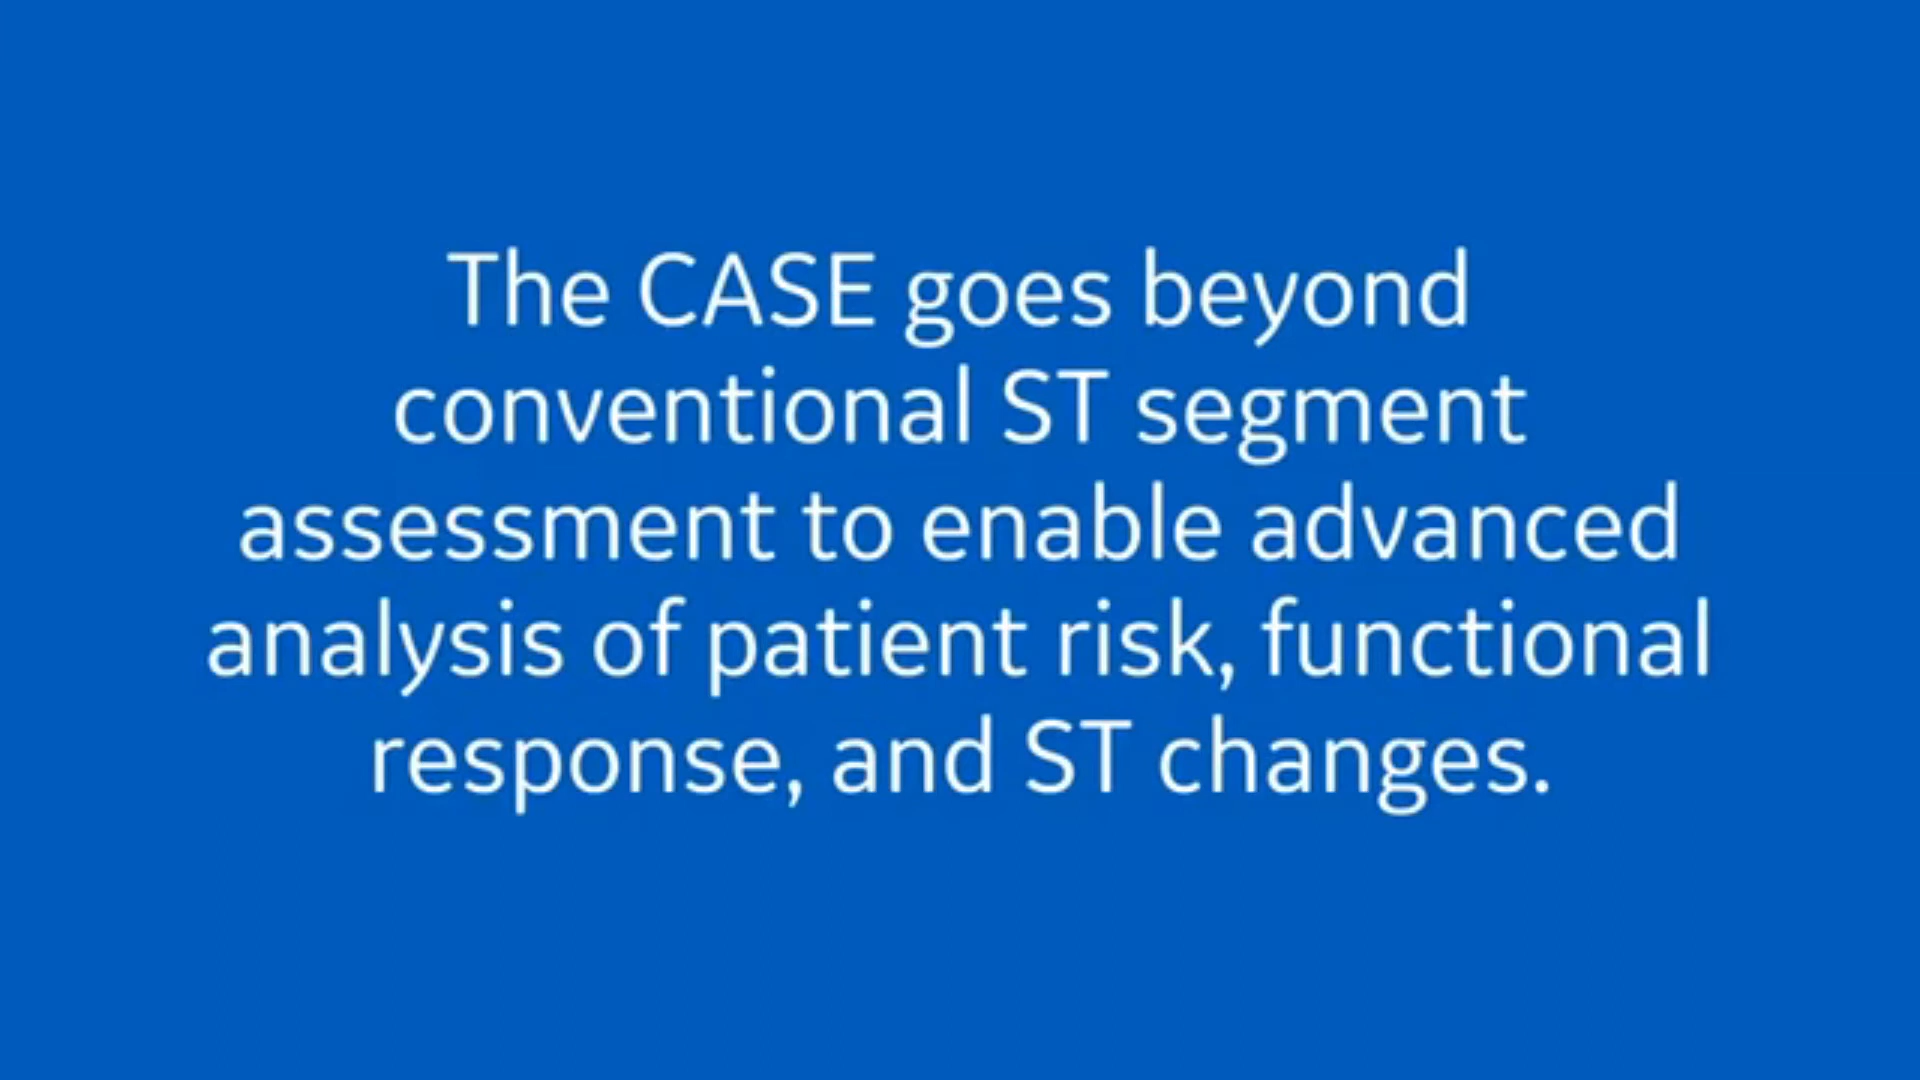 The CASE goes beyond
conventional ST segment
assessment to enable advanced
analysis of patient risk, functional
response, and ST changes.